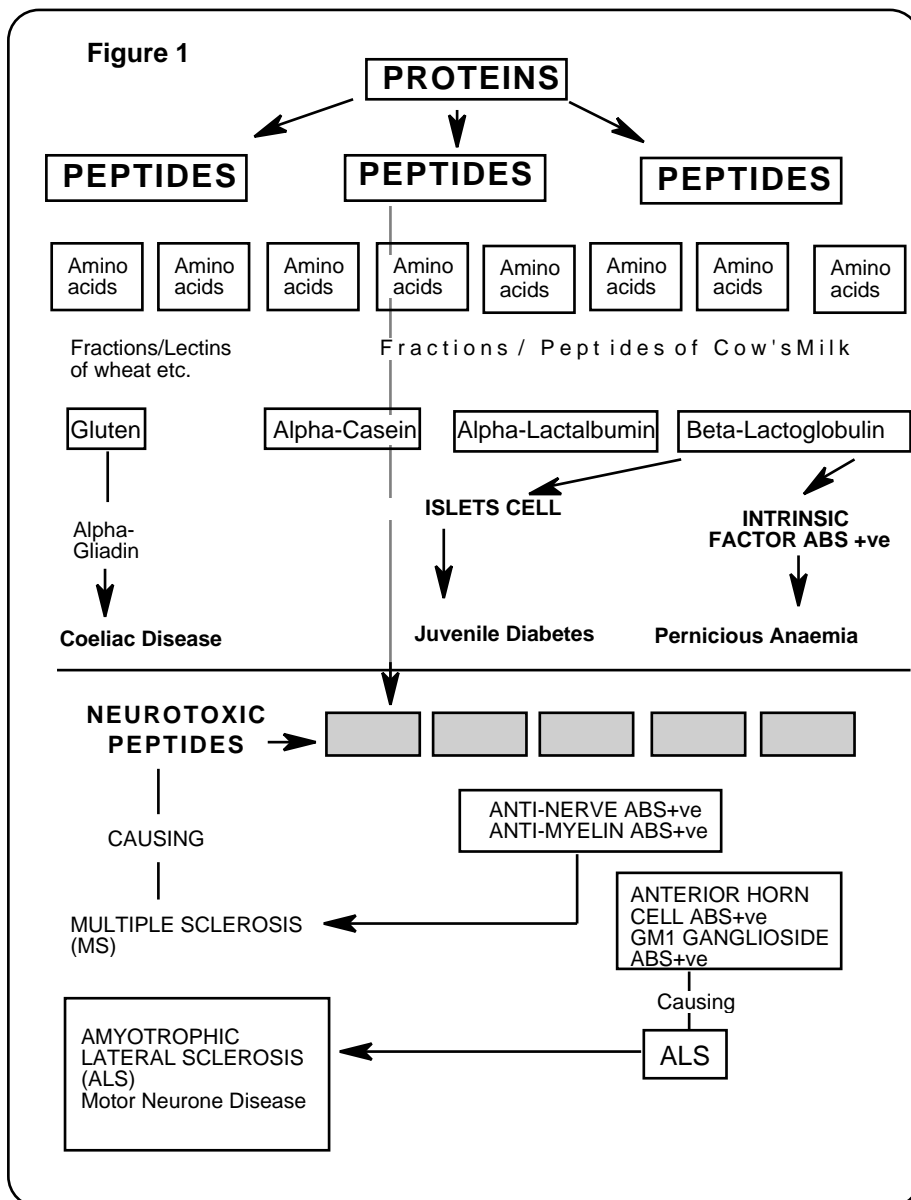 Figure 1
PROTEINS
PEPTIDES
PEPTIDES
PEPTIDES
Amino
acids
Amino
acids
Amino
acids
Amino
acids
Amino
acids
Amino
acids
Amino
acids
Amino
acids
Fractions/Lectins
of wheat etc.
Fractions / Peptides of Cow'sMilk
Gluten
Alpha-Casein
Alpha-Lactalbumin
Beta-Lactoglobulin
ISLETS CELL
INTRINSIC
FACTOR ABS +ve
Alpha-
Gliadin
Coeliac Disease
Juvenile Diabetes
Pernicious Anaemia
NEUROTOXIC
PEPTIDES
ANTI-NERVE ABS+ve
ANTI-MYELIN ABS+ve
CAUSING
ANTERIOR HORN
CELL ABS+ve
GM1 GANGLIOSIDE
ABS+ve
MULTIPLE SCLEROSIS
(MS)
Causing
ALS
AMYOTROPHIC
LATERAL SCLEROSIS
(ALS)
Motor Neurone Disease